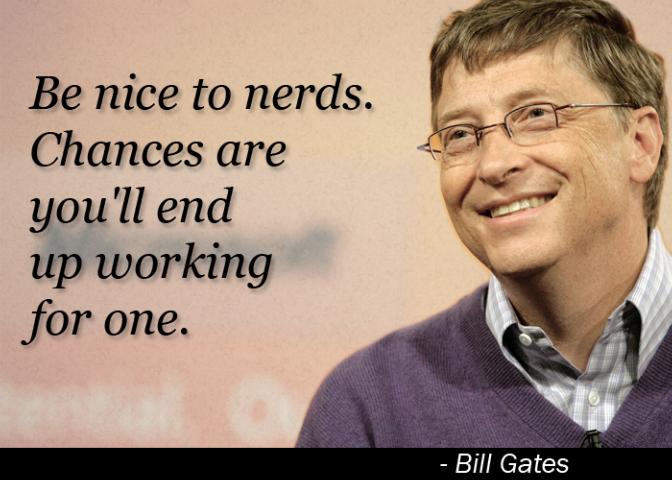 Be nice to nerds.
Chances are
you'll end
up working
for one.
- Bill Gates